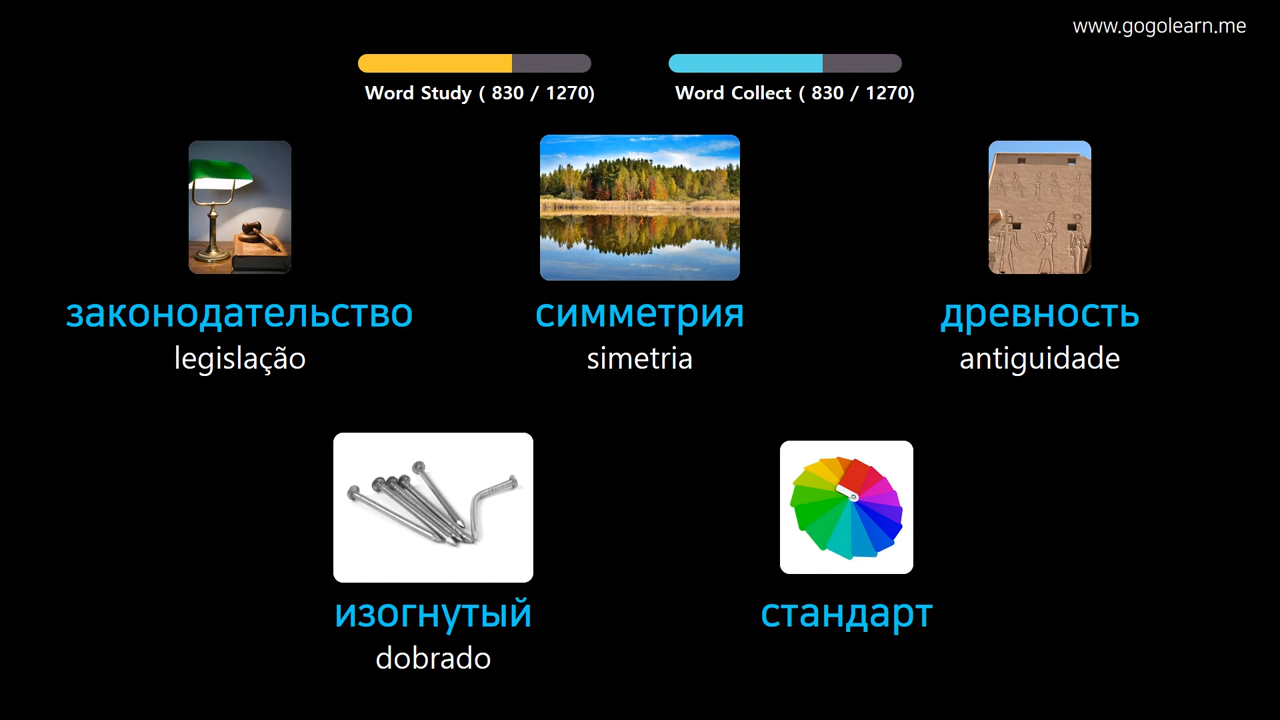 www.gogolearn.me
Word Study ( 830 / 1270)
Word Collect ( 830 / 1270)
законодательство
legislação
симметрия
simetria
древность
antiguidade
изогнутый
dobrado
стандарт